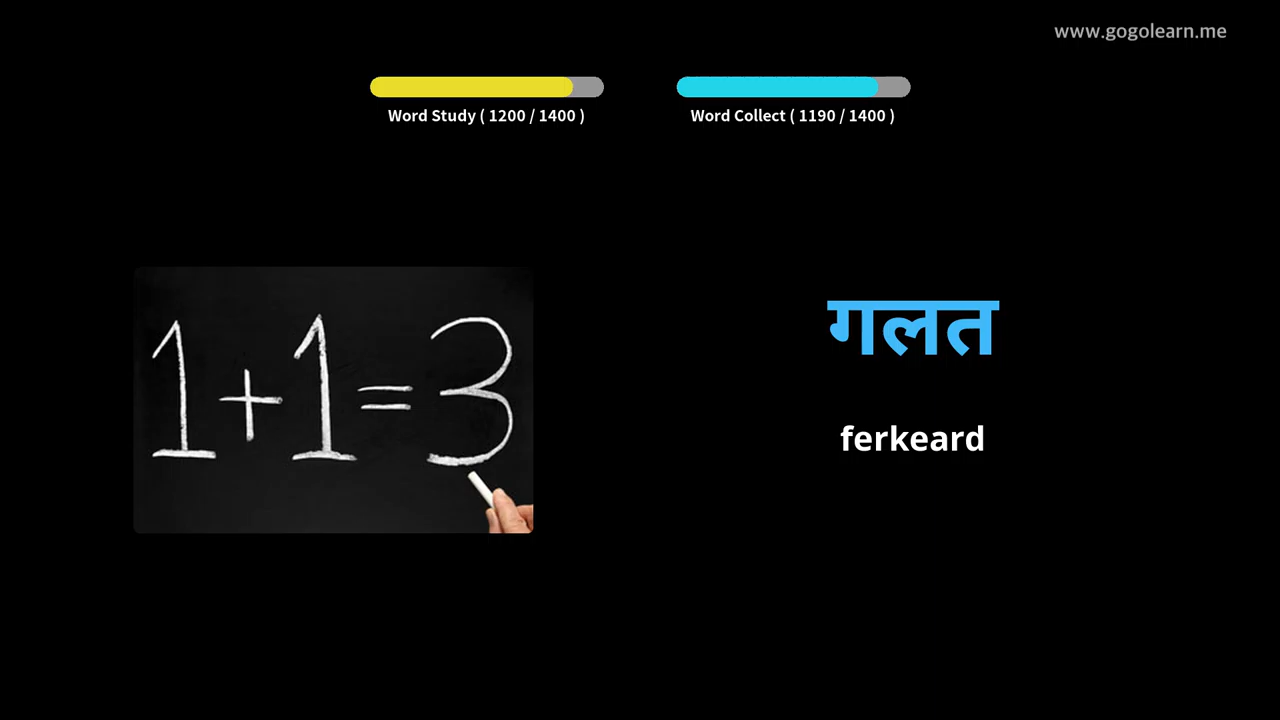 www.gogolearn.me
Word Study ( 1200 / 1400 )
Word Collect ( 1190 / 1400 )
1+1=3
गलत
ferkeard